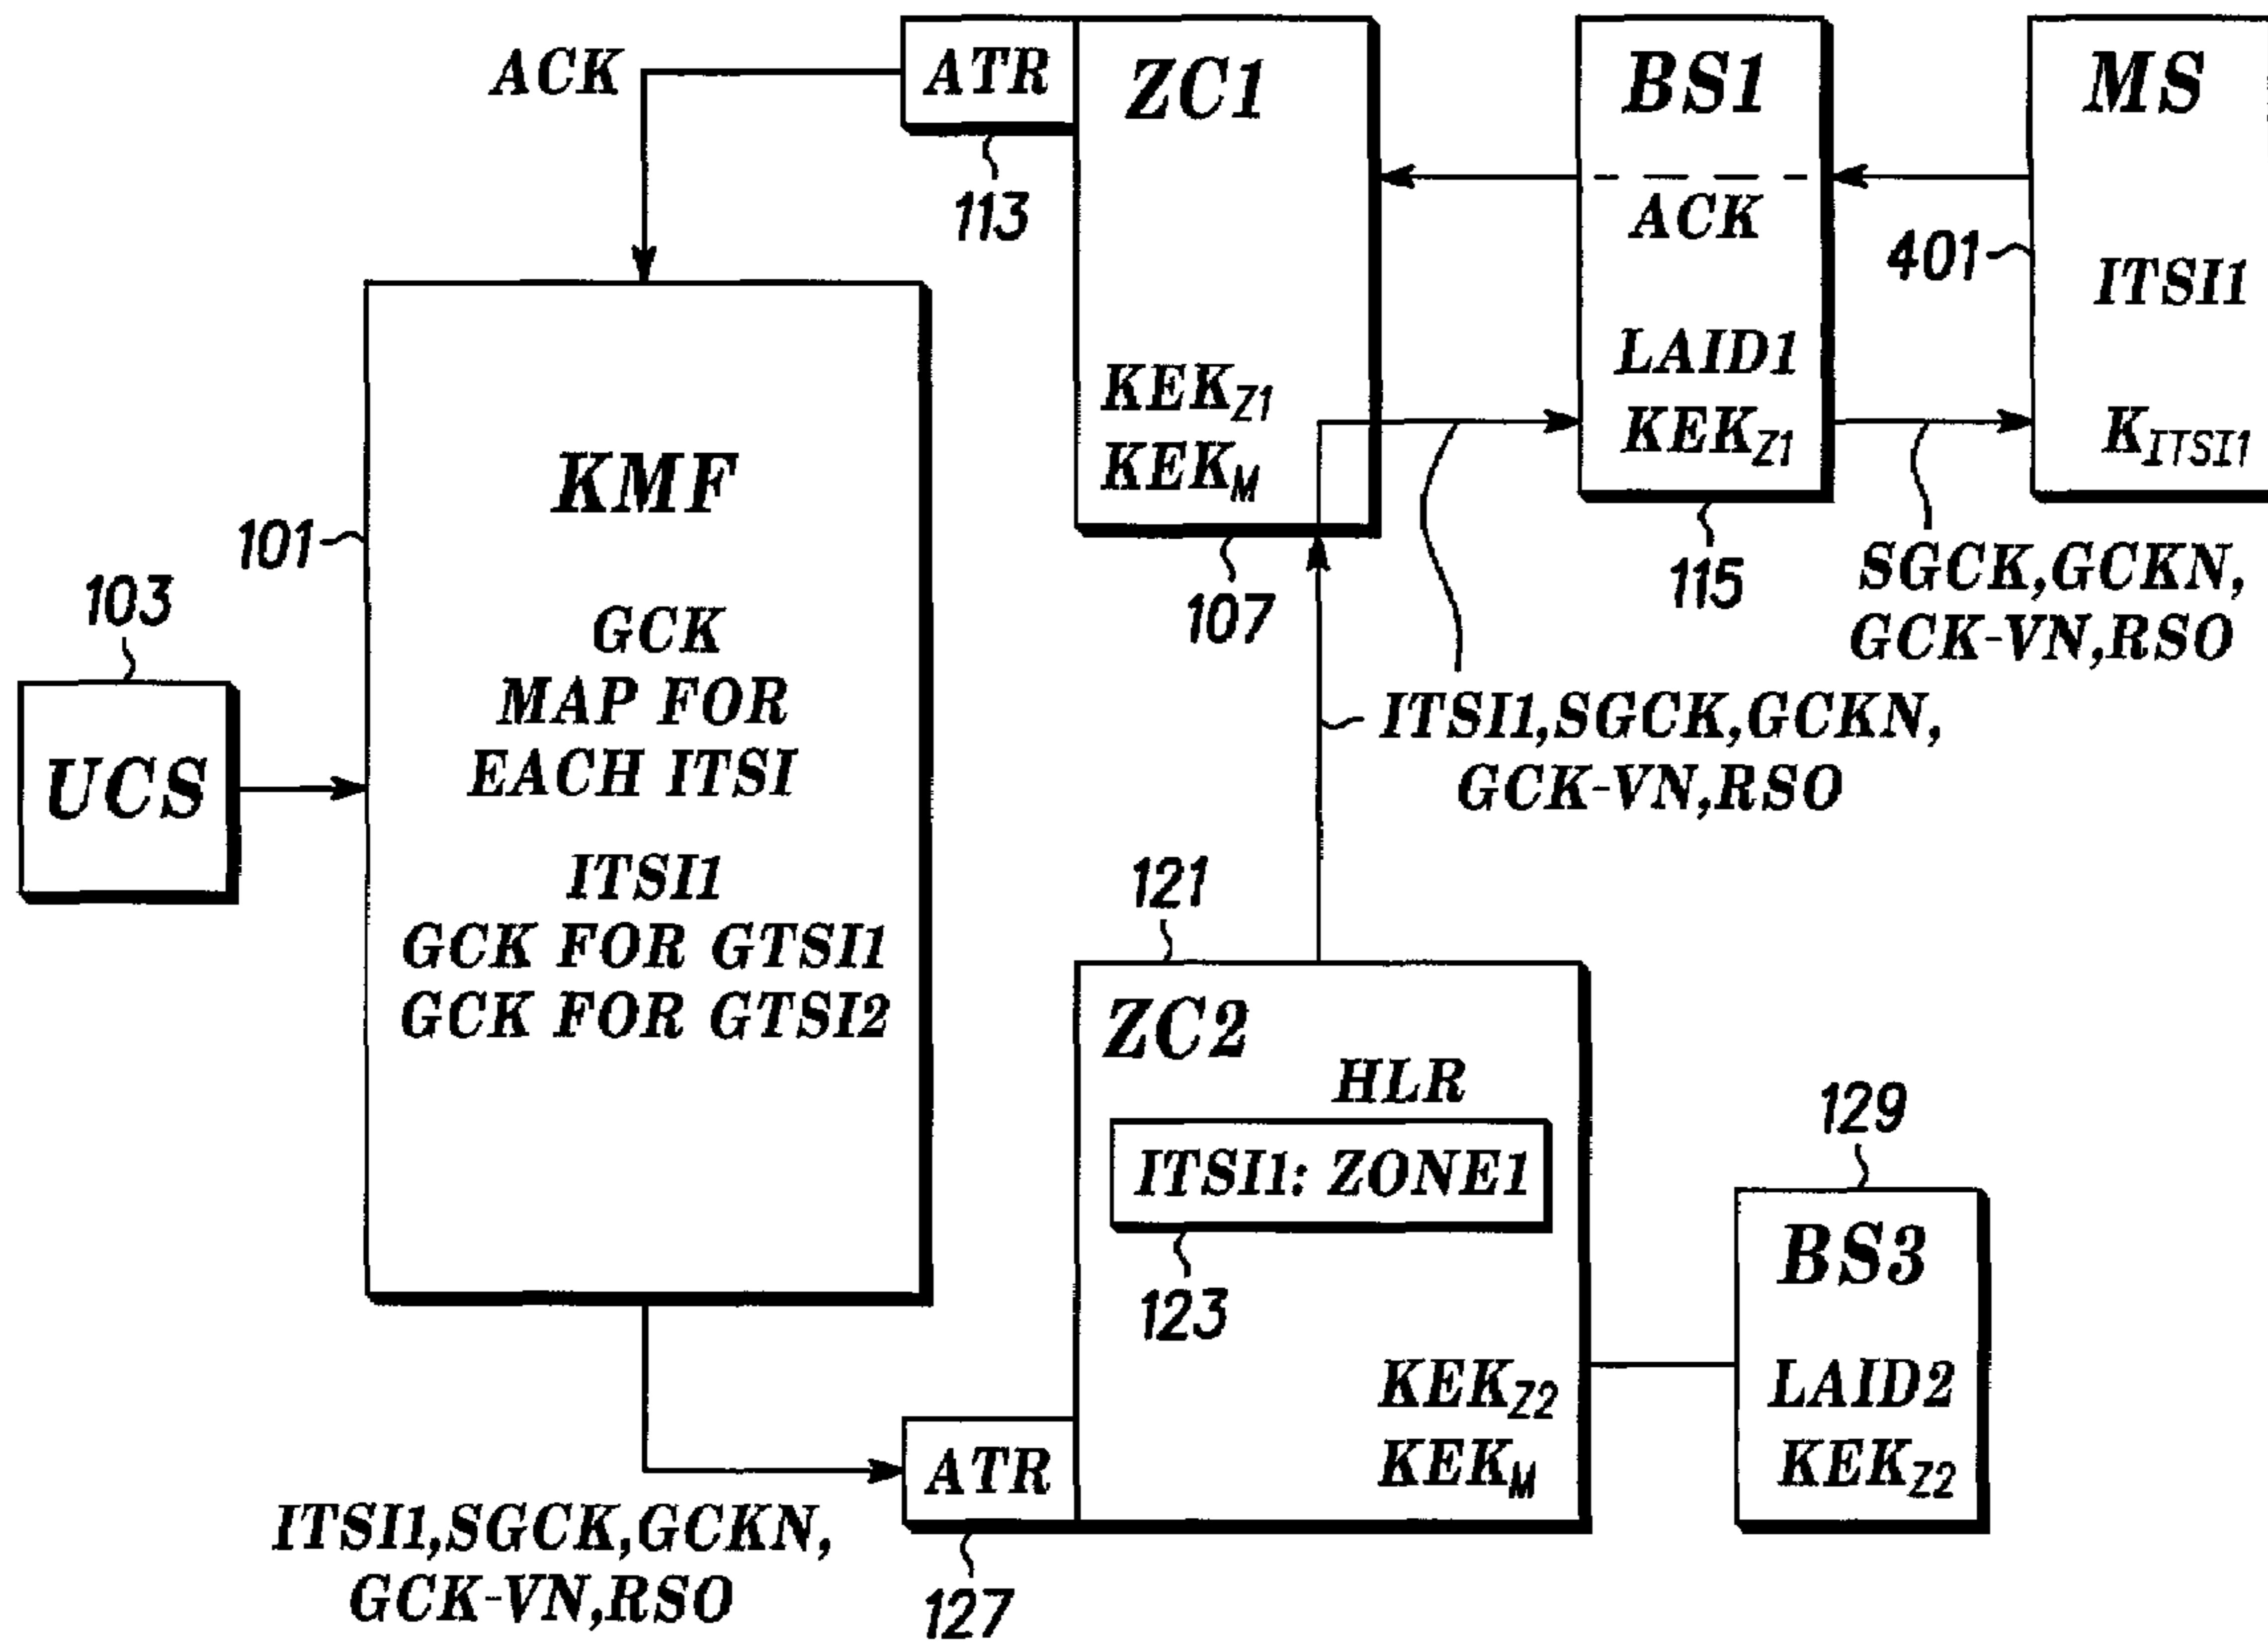 ACK
ATR
ZC1
BS1
MS
113
ACK
401
ITSI1
LAID1
KEKZ1
KEKM
KEKZ1
KITSI1
KMF
101
107
115
SGCK,GCKN,
GCK-VN,RSO
103
GCK
MAP FOR
EACH ITSI
ITSI1,SGCK,GCKN,
GCK-VN,RSO
UCS
ITSI1
GCK FOR GTSI1
GCK FOR GTSI2
121
ZC2
HLR
ITSI1: ZONE1
123
129
BS3
LAID2
KEKZ2
KEKZ2
KEKM
ATR
127
ITSI1,SGCK,GCKN,
GCK-VN,RSO